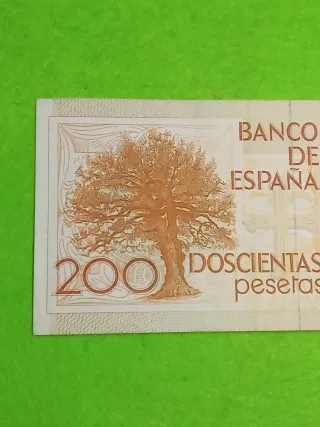 BANCO
DE
ESPAÑA
200 DOSCIENTAS
pesetas